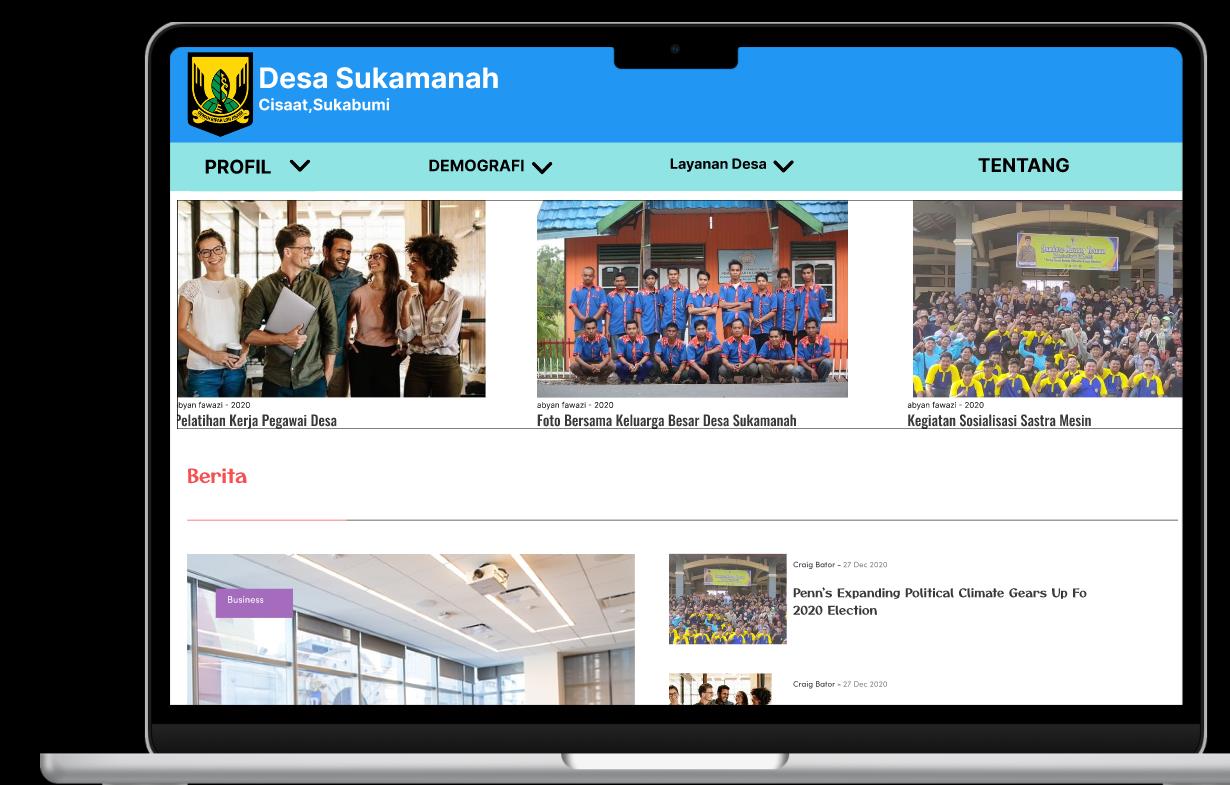 Desa Sukamanah
Cisaat,Sukabumi
PROFIL
DEMOGRAFI
Layanan Desa
TENTANG
abyan fawazi - 2020
Pelatihan Kerja Pegawai Desa
abyan fawazi - 2020
Foto Bersama Keluarga Besar Desa Sukamanah
abyan fawazi - 2020
Kegiatan Sosialisasi Sastra Mesin
Berita
Business
Craig Bator - 27 Dec 2020
Penn's Expanding Political Climate Gears Up Fo
2020 Election
Craig Bator - 27 Dec 2020